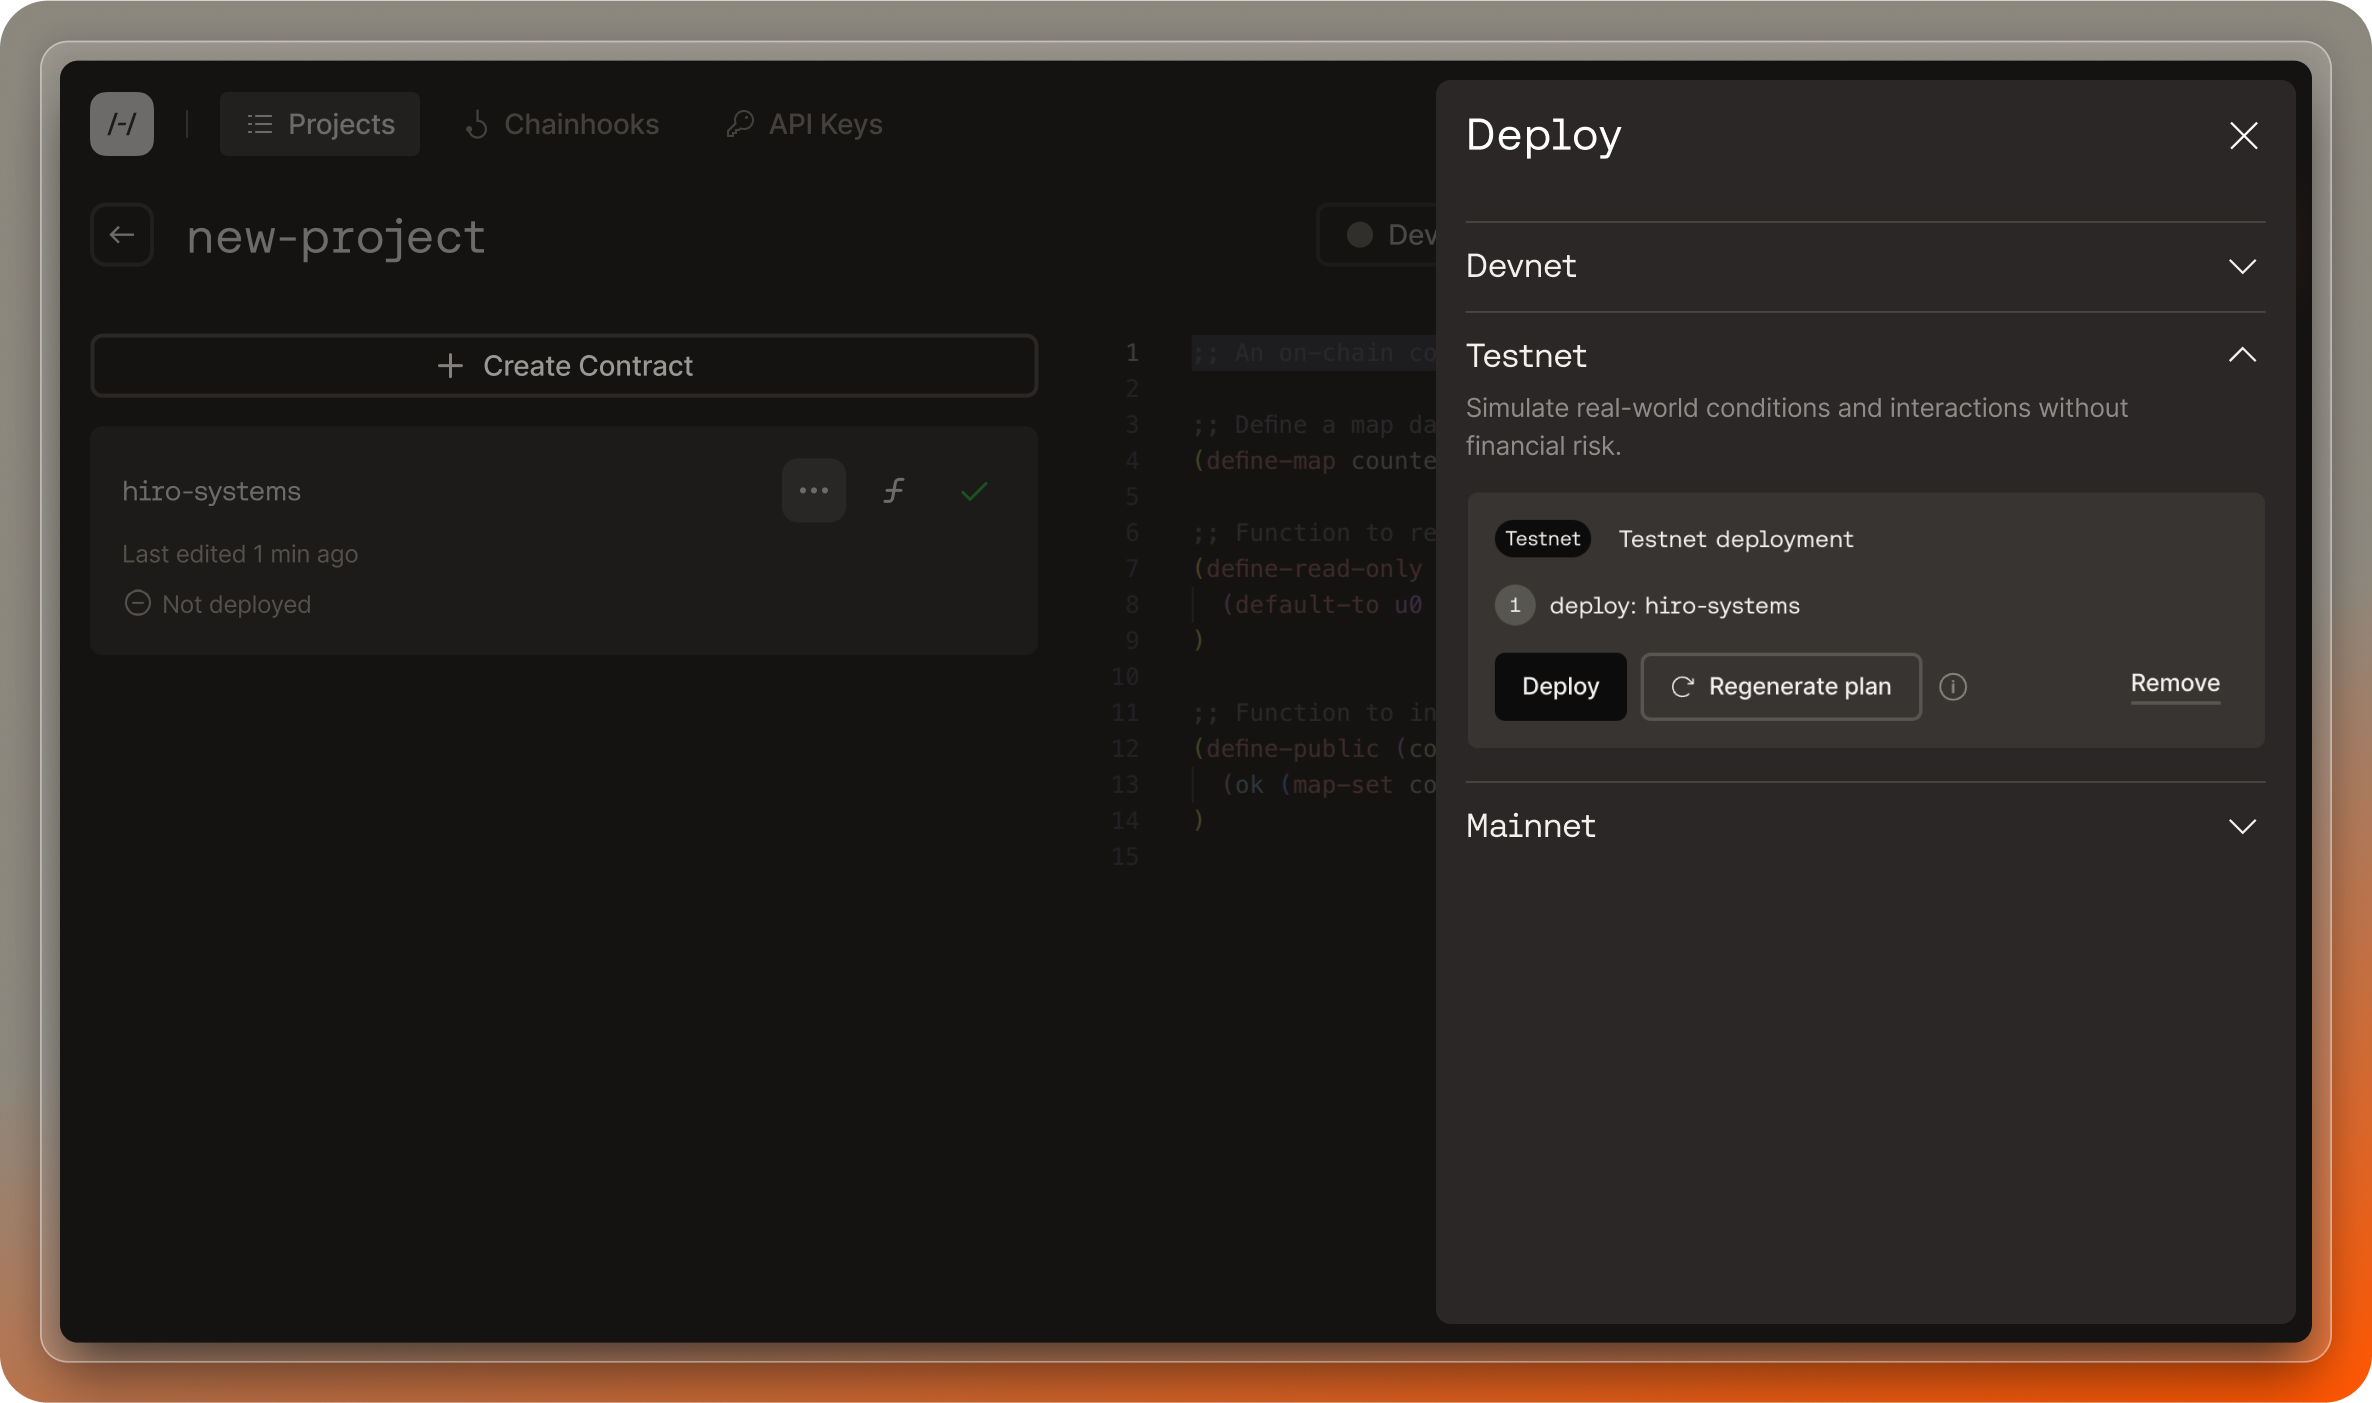 /-/
Projects
Chainhooks
API Keys
new-project
Dev
Create Contract
hiro-systems
Last edited 1 min ago
Not deployed
1 ;; An on-chain co
2
3 ;; Define a map da
4 (define-map counte
5
6 ;; Function to re
7 (define-read-only
8 (default-to u0
9 )
10
11 ;; Function to in
12 (define-public (co
13 (ok (map-set co
14 )
15
Deploy
Devnet
Testnet
Simulate real-world conditions and interactions without
financial risk.
Testnet Testnet deployment
1 deploy: hiro-systems
Deploy Regenerate plan Remove
Mainnet